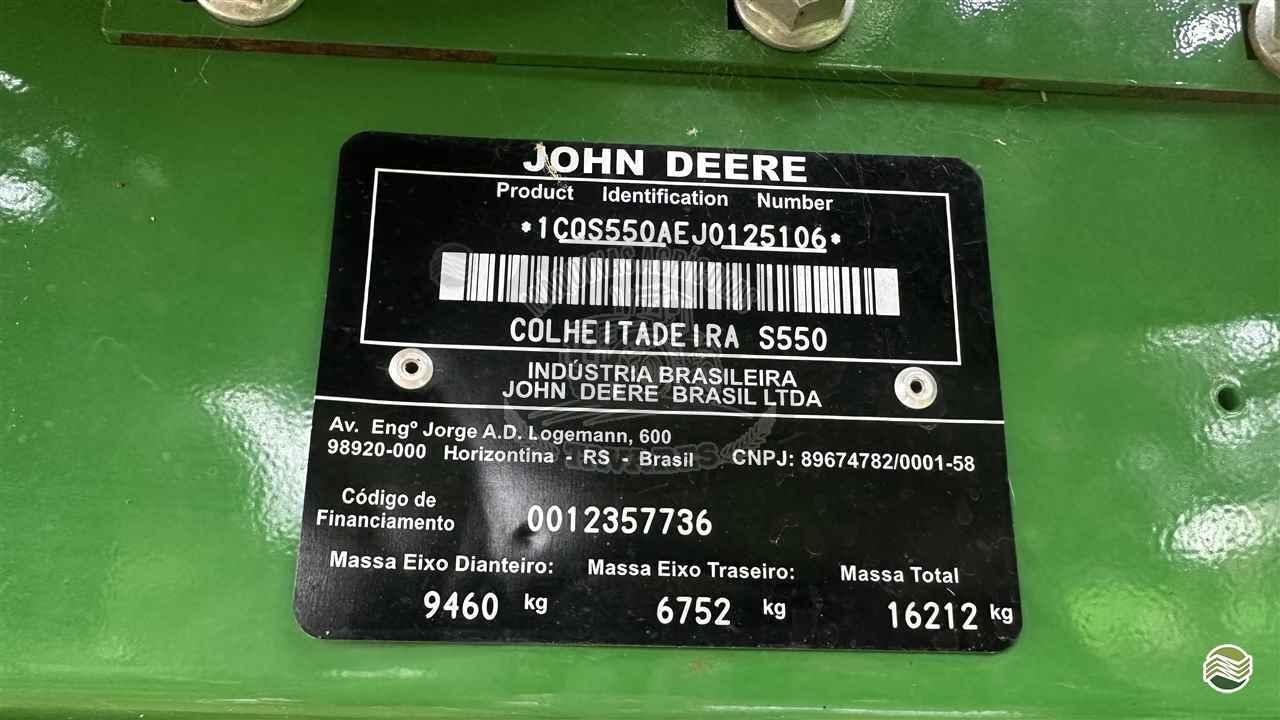 JOHN DEERE
Product Identification Number
*1CQS550AEJ0125106*
COLHEITADEIRA S550
INDÚSTRIA BRASILEIRA
JOHN DEERE BRASIL LTDA
Av. Engº Jorge A.D. Logemann, 600
98920-000 Horizontina - RS - Brasil CNPJ: 89674782/0001-58
Código de
Financiamento 0012357736
Massa Eixo Dianteiro: Massa Eixo Traseiro: Massa Total
9460 kg 6752 kg 16212 kg